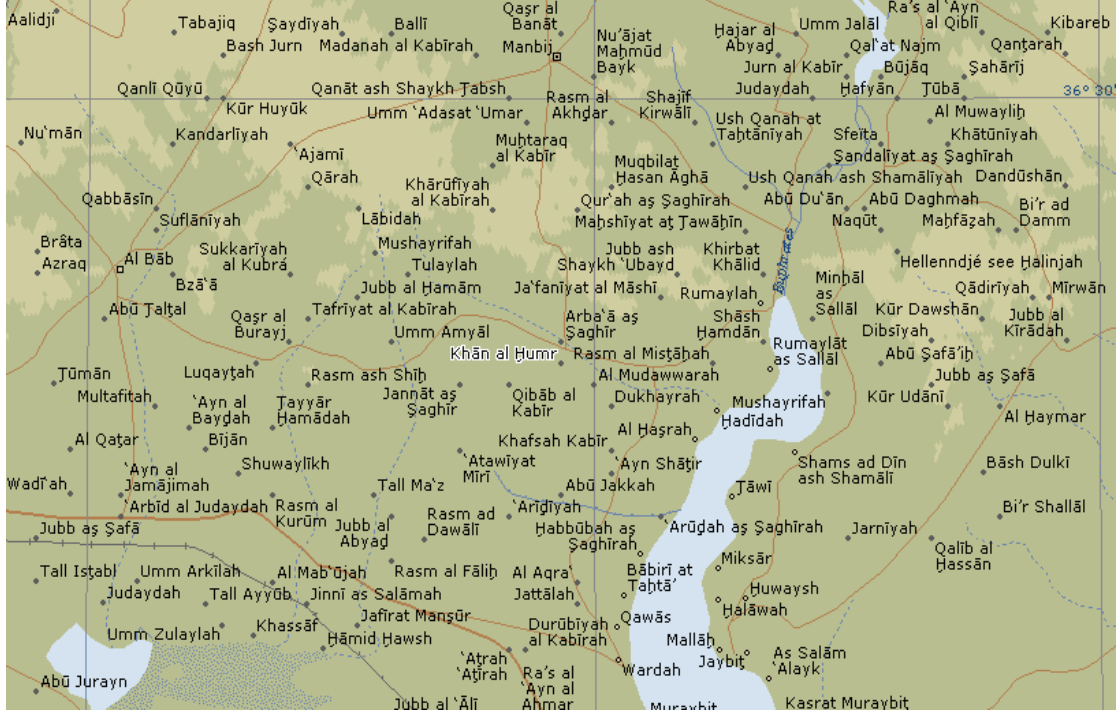 Aalidji
Tabajiq
Şaydīyah
Ballī
Qaşr al
Banāt
Ra's al ‘Ayn
al Qiblī
Kibareb
Bash Jurn
Madanah al Kabīrah
Manbij
Nu‘ājat
Maḩmūd
Bayk
Hajar al
Abyaḑ
Umm Jalāl
Qal‘at Najm
Qanţarah
Qanlī Qūyū
Qanāt ash Shaykh Ţabsh
Jurn al Kabīr
Būjāq
Şahārīj
Kūr Huyūk
Umm ‘Adasat ‘Umar
Rasm al
Akhḑar
Shajīf
Kirwālī
Judaydah
Ḩafyān
Ţūbā
36° 30'
Nu‘mān
Kandarlīyah
Muḩtaraq
al Kabīr
Ush Qanah at
Taḩtānīyah
Sfeïta
Al Muwayliḩ
Khātūnīyah
‘Ajamī
Qārah
Khārūfīyah
al Kabīrah
Muqbilat
Ḩasan Āghā
Şandalīyat aş Şaghīrah
Ush Qanah ash Shamālīyah
Dandūshān
Qabbāsīn
Suflānīyah
Lābidah
Qur‘ah aş Şaghīrah
Maḩshīyat aţ Ţawāḩīn
Abū Du‘ān
Abū Daghmah
Naqūţ
Maḩfāz̧ah
Bi'r ad
Damm
Brâta
Azraq
Al Bāb
Sukkarīyah
al Kubrá
Mushayrifah
Tulaylah
Jubb ash
Shaykh ‘Ubayd
Khirbat
Khālid
Euphrates
Hellenndjé see Ḩalinjah
Bzā‘ā
Jubb al Ḩamām
Ja‘fanīyat al Māshī
Rumaylah
Minḩāl
as
Sallāl
Qādirīyah
Mīrwān
Abū Ţalţal
Qaşr al
Burayj
Tafrīyat al Kabīrah
Umm Amyāl
Arba‘ā aş
Şaghīr
Shāsh
Ḩamdān
Kūr Dawshān
Dibsīyah
Jubb al
Kīrādah
Khān al Ḩumr
Rasm al Misţāḩah
Rumaylāt
as Sallāl
Abū Şafā'iḩ
Ţūmān
Luqayţah
Rasm ash Shīḩ
Al Mudawwarah
Jubb aş Şafā
Multafitah
‘Ayn al
Bayḑah
Ţayyār
Ḩamādah
Jannāt aş
Şaghīr
Qibāb al
Kabīr
Dukhayrah
Mushayrifah
Ḩadīdah
Kūr Udānī
Al Ḩaymar
Al Qaţar
Bījān
Khafsah Kabīr
Al Ḩaşrah
‘Ayn al
Jamājimah
Shuwaylīkh
‘Atawīyat
Mīrī
‘Ayn Shāţir
Shams ad Dīn
ash Shamālī
Bāsh Dulkī
Wadī‘ah
‘Arbīd al Judaydah
Rasm al
Kurūm
Tall Ma‘z
Abū Jakkah
Ţāwī
Bi'r Shallāl
Jubb aş Şafā
Jubb al
Abyaḑ
Rasm ad
Dawālī
‘Ariḑīyah
Ḩabbūbah aş
Şaghīrah
‘Arūḑah aş Şaghīrah
Jarnīyah
Qalīb al
Ḩassān
Tall Isţabl
Umm Arkīlah
Al Mab‘ūjah
Rasm al Fāliḩ
Al Aqra‘
Bābirī at
Taḩtā'
Miksār
Judaydah
Tall Ayyūb
Jinnī as Salāmah
Jattālah
Ḩuwaysh
Ḩalāwah
Umm Zulaylah
Khassāf
Jafīrat Manşūr
Ḩāmid Ḩawsh
Durūbīyah
al Kabīrah
Qawās
Mallāḩ
Jaybīţ
As Salām
‘Alayk
‘Aţrah
‘Aţīrah
Ra's al
‘Ayn al
Aḩmar
Wardah
Abū Jurayn
Jubb al ‘Ālī
Muraybiţ
Kasrat Muraybiţ